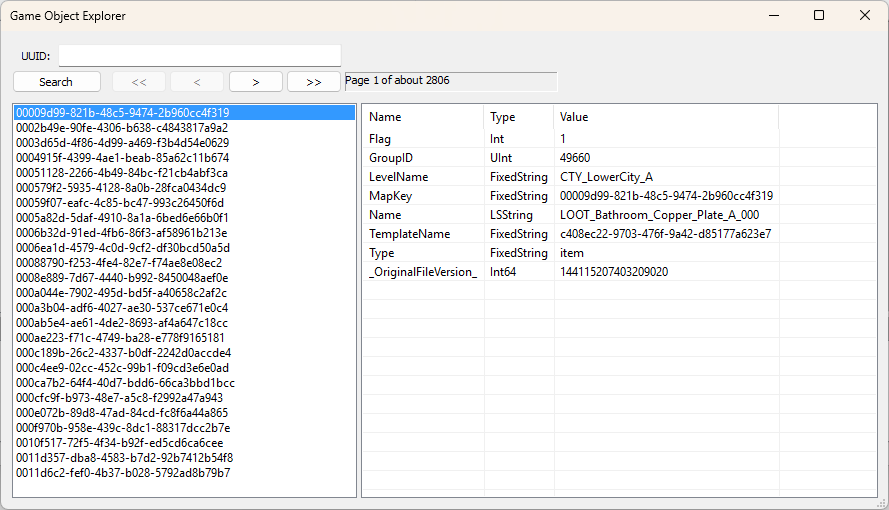 Game Object Explorer
UUID:
Search << < > >> Page 1 of about 2806
00009d99-821b-48c5-9474-2b960cc4f319
0002b49e-90fe-4306-b638-c4843817a9a2
0003d65d-4f86-4d99-a469-f3b4d54e0629
0004915f-4399-4ae1-beab-85a62c11b674
00051128-2266-4b49-84bc-f21cb4abf3ca
000579f2-5935-4128-8a0b-28fca0434dc9
00059f07-eafc-4c85-bc47-993c26450f6d
0005a82d-5daf-4910-8a1a-6bed6e66b0f1
0006b32d-91ed-4fb6-86f3-af58961b213e
0006ea1d-4579-4c0d-9cf2-df30bcd50a5d
00088790-f253-4fe4-82e7-f74ae8e08ec2
0008e889-7d67-4440-b992-8450048aef0e
000a044e-7902-495d-bd5f-a40658c2af2c
000a3b04-adf6-4027-ae30-537ce671e0c4
000ab5e4-ae61-4de2-8693-af4a647c18cc
000ae223-f71c-4749-ba28-e778f9165181
000c189b-26c2-4337-b0df-2242d0accde4
000c4ee9-02cc-452c-99b1-f09cd3e6e0ad
000ca7b2-64f4-40d7-bdd6-66ca3bbd1bcc
000cfc9f-b973-48e7-a5c8-f2992a47a943
000e072b-89d8-47ad-84cd-fc8f6a44a865
000f970b-958e-439c-8dc1-88317dcc2b7e
0010f517-72f5-4f34-b92f-ed5cd6ca6cee
0011d357-dba8-4583-b7d2-92b7412b54f8
0011d6c2-fef0-4b37-b028-5792ad8b79b7
Name Type Value
Flag Int 1
GroupID UInt 49660
LevelName FixedString CTY_LowerCity_A
MapKey FixedString 00009d99-821b-48c5-9474-2b960cc4f319
Name LSString LOOT_Bathroom_Copper_Plate_A_000
TemplateName FixedString c408ec22-9703-476f-9a42-d85177a623e7
Type FixedString item
_OriginalFileVersion_ Int64 144115207403209020